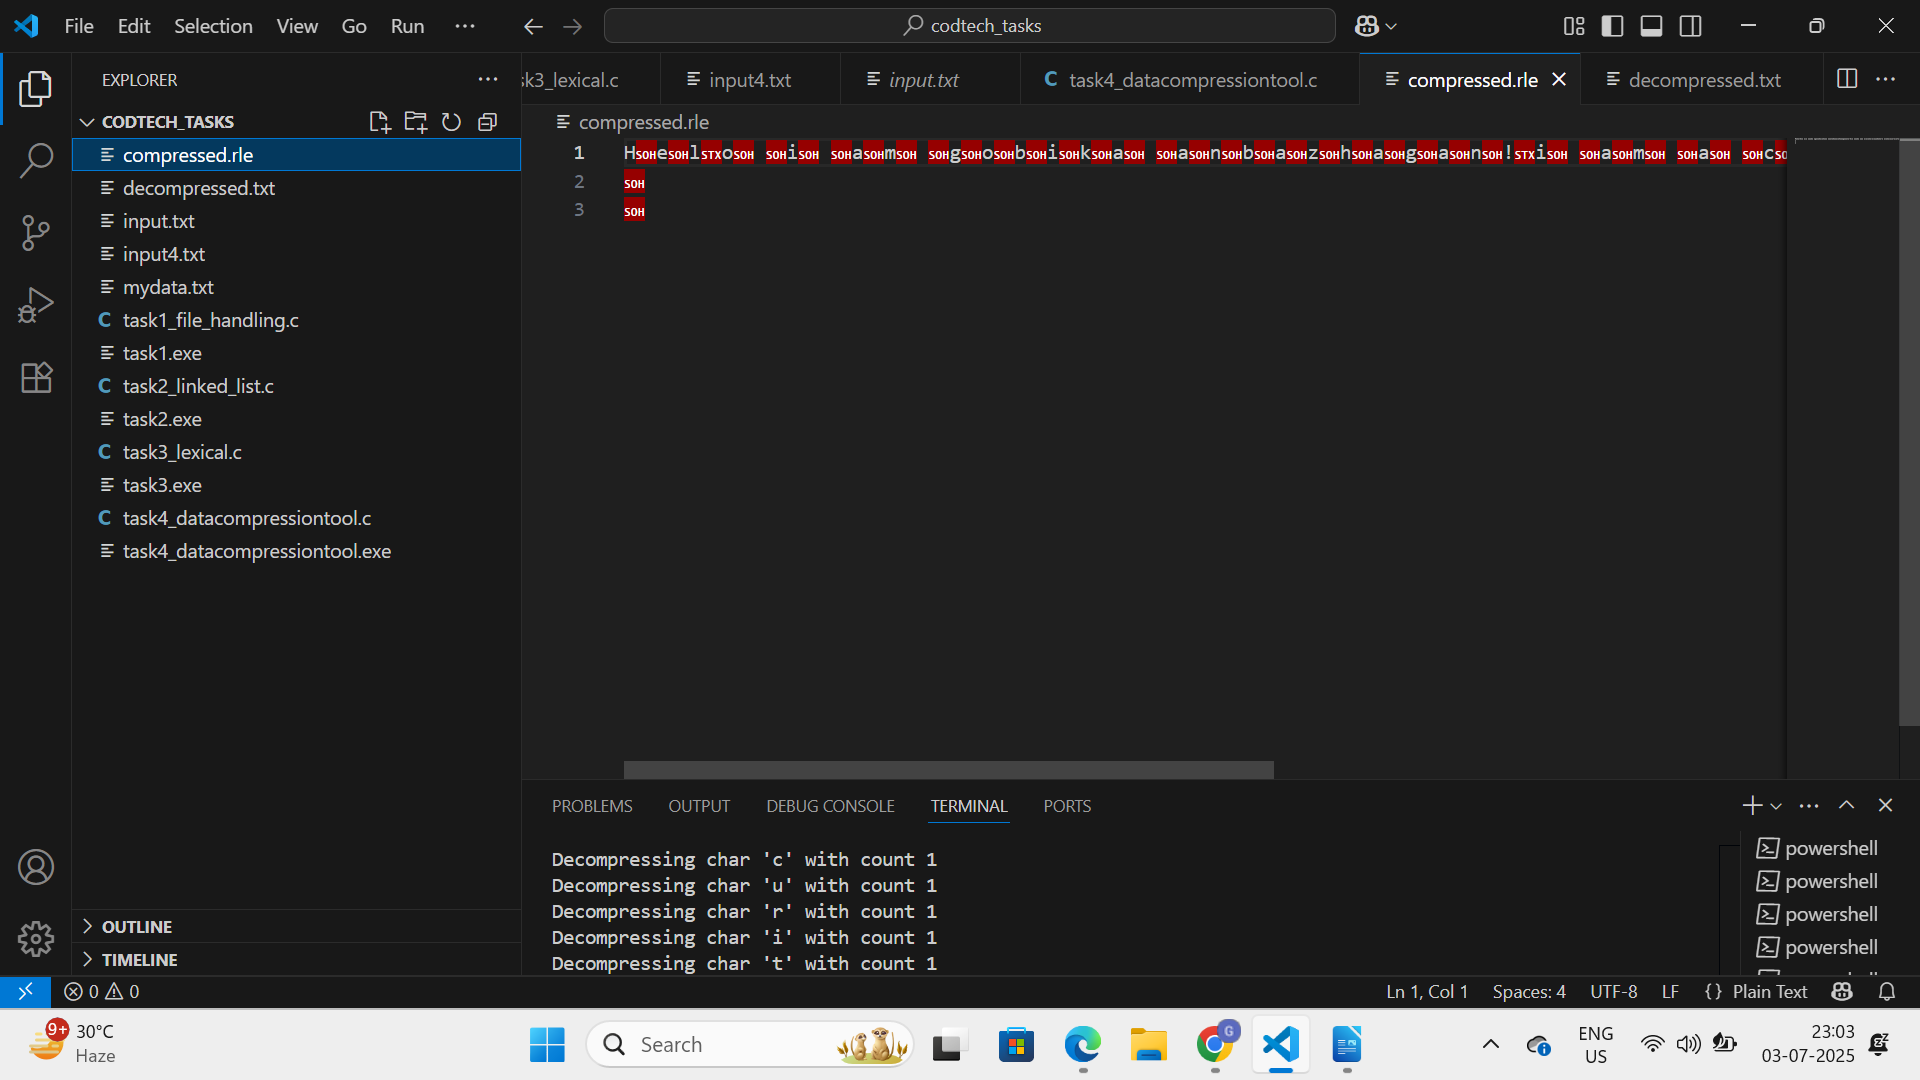 File Edit Selection View Go Run ··· codtech_tasks
EXPLORER
CODTECH_TASKS
compressed.rle
decompressed.txt
input.txt
input4.txt
mydata.txt
task1_file_handling.c
task1.exe
task2_linked_list.c
task2.exe
task3_lexical.c
task3.exe
task4_datacompressiontool.c
task4_datacompressiontool.exe
OUTLINE
TIMELINE
sk3_lexical.c input4.txt input.txt C task4_datacompressiontool.c compressed.rle decompressed.txt
compressed.rle
1 HSOHeSOHlSTXoSOH SOHiSOH SOHaSOHmSOH SOHgSOHoSOHbSOHiSOHkSOHaSOH SOHaSOHnSOHbSOHaSOHzSOHhSOHaSOHgSOHaSOHnSOH!STXiSOH SOHaSOHmSOH SOHaSOH SOHcSO
2 SOH
3 SOH
PROBLEMS OUTPUT DEBUG CONSOLE TERMINAL PORTS
Decompressing char 'c' with count 1
Decompressing char 'u' with count 1
Decompressing char 'r' with count 1
Decompressing char 'i' with count 1
Decompressing char 't' with count 1
powershell
powershell
powershell
powershell
0 0 Ln 1, Col 1 Spaces: 4 UTF-8 LF {} Plain Text
9+ 30°C
Haze
Search
G
ENG
US
23:03
03-07-2025